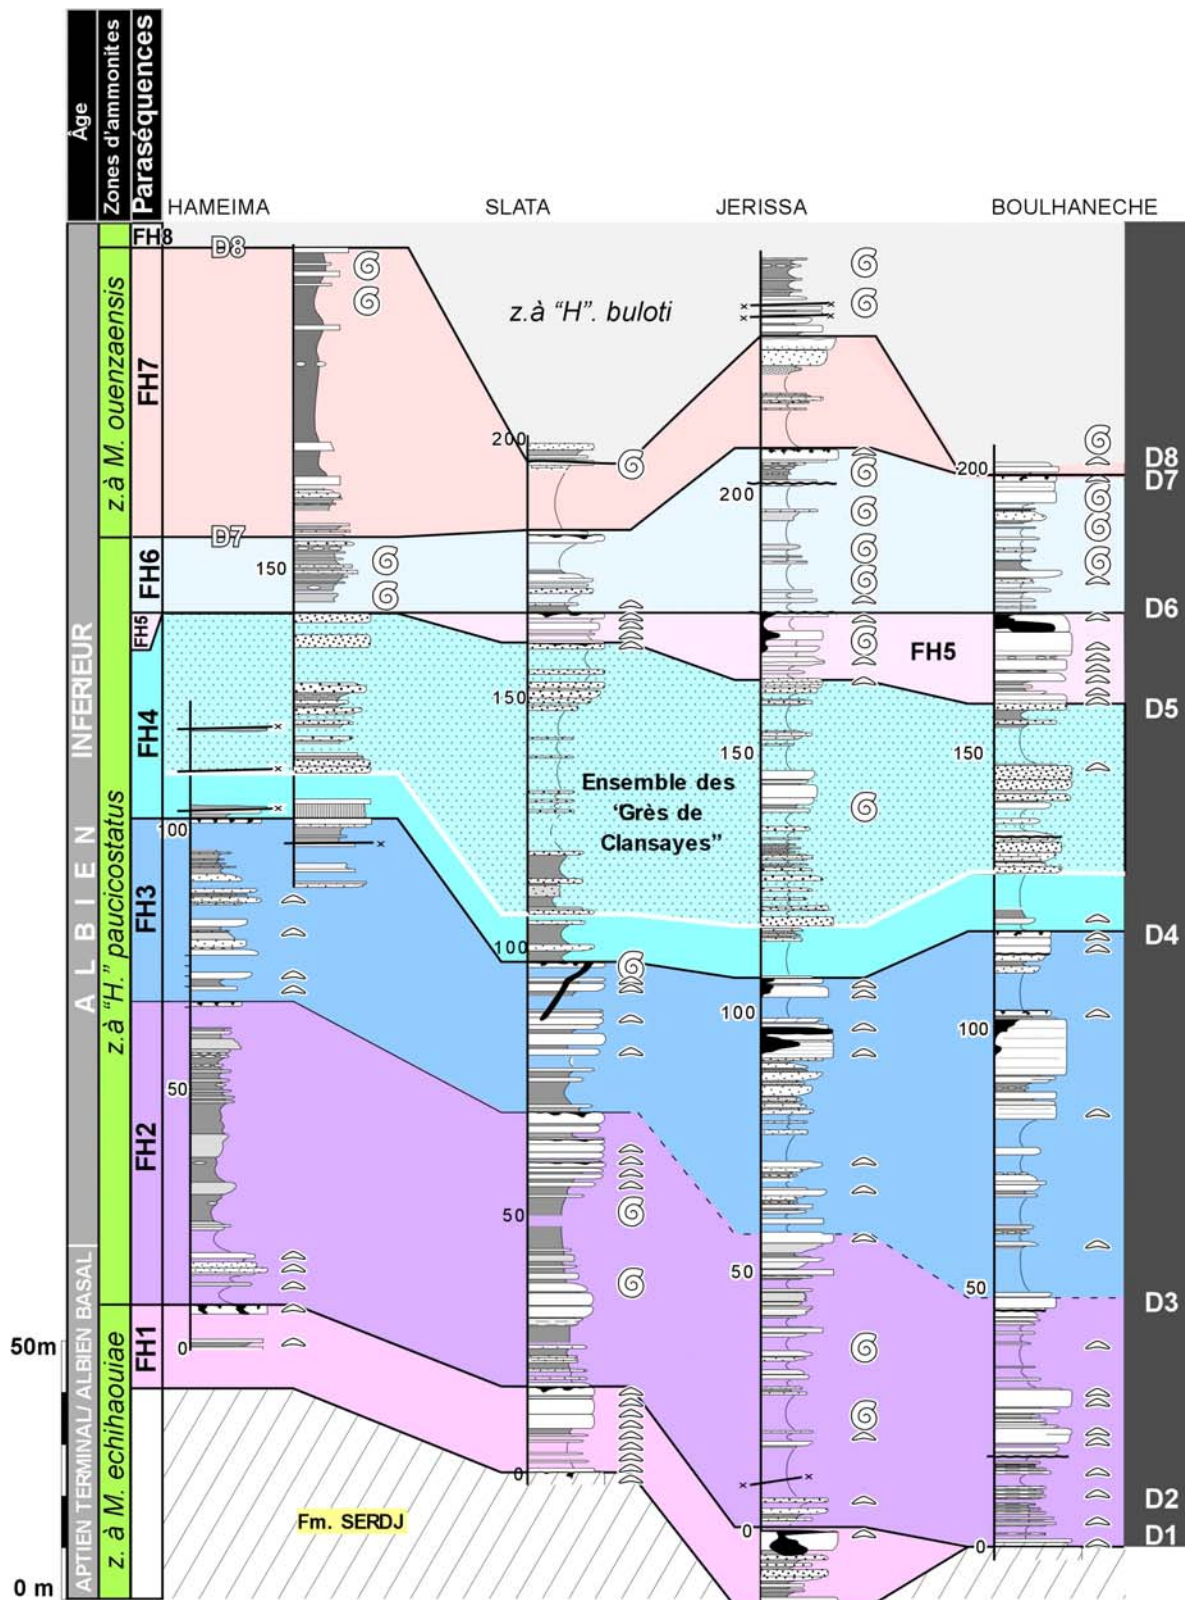 Âge
Zones d'ammonites
Paraséquences
HAMEIMA
SLATA
JERISSA
BOULHANECHE
FH8
D8
z.à "H". buloti
z.à M. ouenzaensis
FH7
200
200
200
D8
D7
D7
FH6
150
D6
FH5
FH5
150
D5
INFERIEUR
FH4
150
150
Ensemble des
'Grès de
Clansayes"
ALBIEN
z.à "H." paucicostatus
100
FH3
100
100
100
D4
FH2
50
50
50
50
D3
APTIEN TERMINAL/ ALBIEN BASAL
z. à M. echihaouiae
FH1
50m
0
0
0
0
Fm. SERDJ
D2
D1
0 m